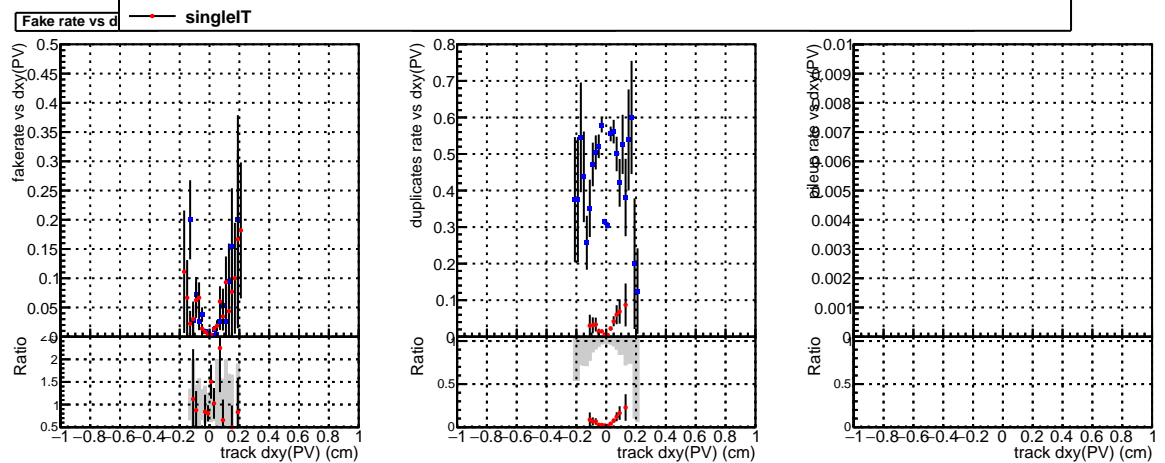 singleIT
Fake rate vs d
fakerate vs dxy(PV)
0.5
0.45
0.4
0.35
0.3
0.25
0.2
0.15
0.1
0.05
0
Ratio
2
1.5
1
0.5
−1 −0.8 −0.6 −0.4 −0.2 0 0.2 0.4 0.6 0.8 1
track dxy(PV) (cm)
duplicates rate vs dxy(PV)
0.8
0.7
0.6
0.5
0.4
0.3
0.2
0.1
0
Ratio
1
0.5
0
−1 −0.8 −0.6 −0.4 −0.2 0 0.2 0.4 0.6 0.8 1
track dxy(PV) (cm)
pileup rate vs dxy(PV)
0.01
0.009
0.008
0.007
0.006
0.005
0.004
0.003
0.002
0.001
0
Ratio
1
0.5
0
−1 −0.8 −0.6 −0.4 −0.2 0 0.2 0.4 0.6 0.8 1
track dxy(PV) (cm)